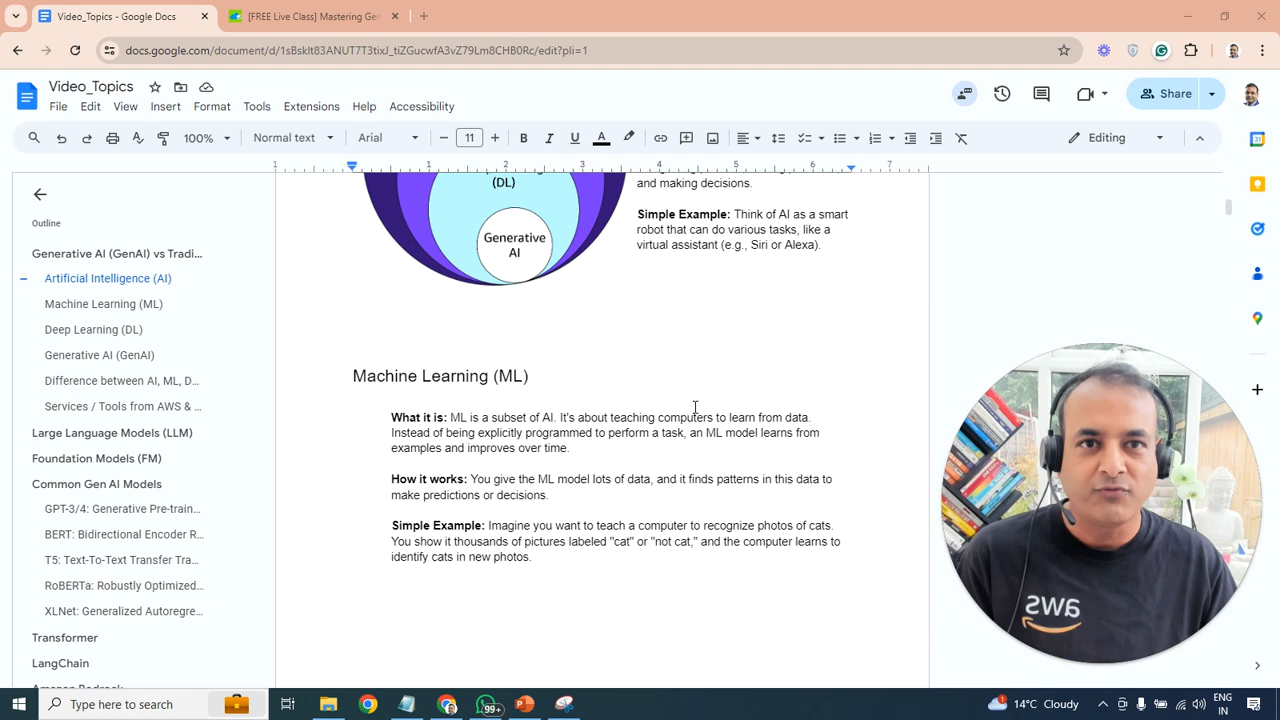 Video_Topics - Google Docs
[FREE Live Class] Mastering Gen
docs.google.com/document/d/1sBsklt83ANUT7T3tixJ_tiZGucwfA3vZ79Lm8CHB0Rc/edit?pli=1
Video_Topics
File Edit View Insert Format Tools Extensions Help Accessibility
Share
100% Normal text Arial 11 Editing
1 1 2 3 4 5 6 7
Outline
Generative AI (GenAI) vs Tradi...
Artificial Intelligence (AI)
Machine Learning (ML)
Deep Learning (DL)
Generative AI (GenAI)
Difference between AI, ML, D...
Services / Tools from AWS & ...
Large Language Models (LLM)
Foundation Models (FM)
Common Gen AI Models
GPT-3/4: Generative Pre-train...
BERT: Bidirectional Encoder R...
T5: Text-To-Text Transfer Tra...
RoBERTa: Robustly Optimized...
XLNet: Generalized Autoregre...
Transformer
LangChain
(DL)
Generative
AI
and making decisions.
Simple Example: Think of AI as a smart
robot that can do various tasks, like a
virtual assistant (e.g., Siri or Alexa).
Machine Learning (ML)
What it is: ML is a subset of AI. It's about teaching computers to learn from data.
Instead of being explicitly programmed to perform a task, an ML model learns from
examples and improves over time.
How it works: You give the ML model lots of data, and it finds patterns in this data to
make predictions or decisions.
Simple Example: Imagine you want to teach a computer to recognize photos of cats.
You show it thousands of pictures labeled "cat" or "not cat," and the computer learns to
identify cats in new photos.
aws
Type here to search
99+
14°C Cloudy
ENG
IN